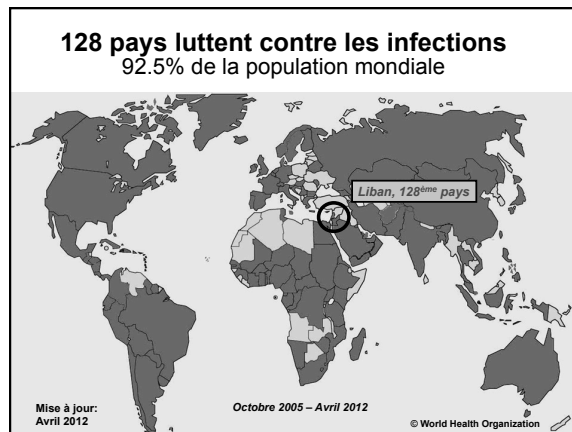 128 pays luttent contre les infections
92.5% de la population mondiale
Liban, 128ème pays
Mise à jour:
Avril 2012
Octobre 2005 – Avril 2012
© World Health Organization